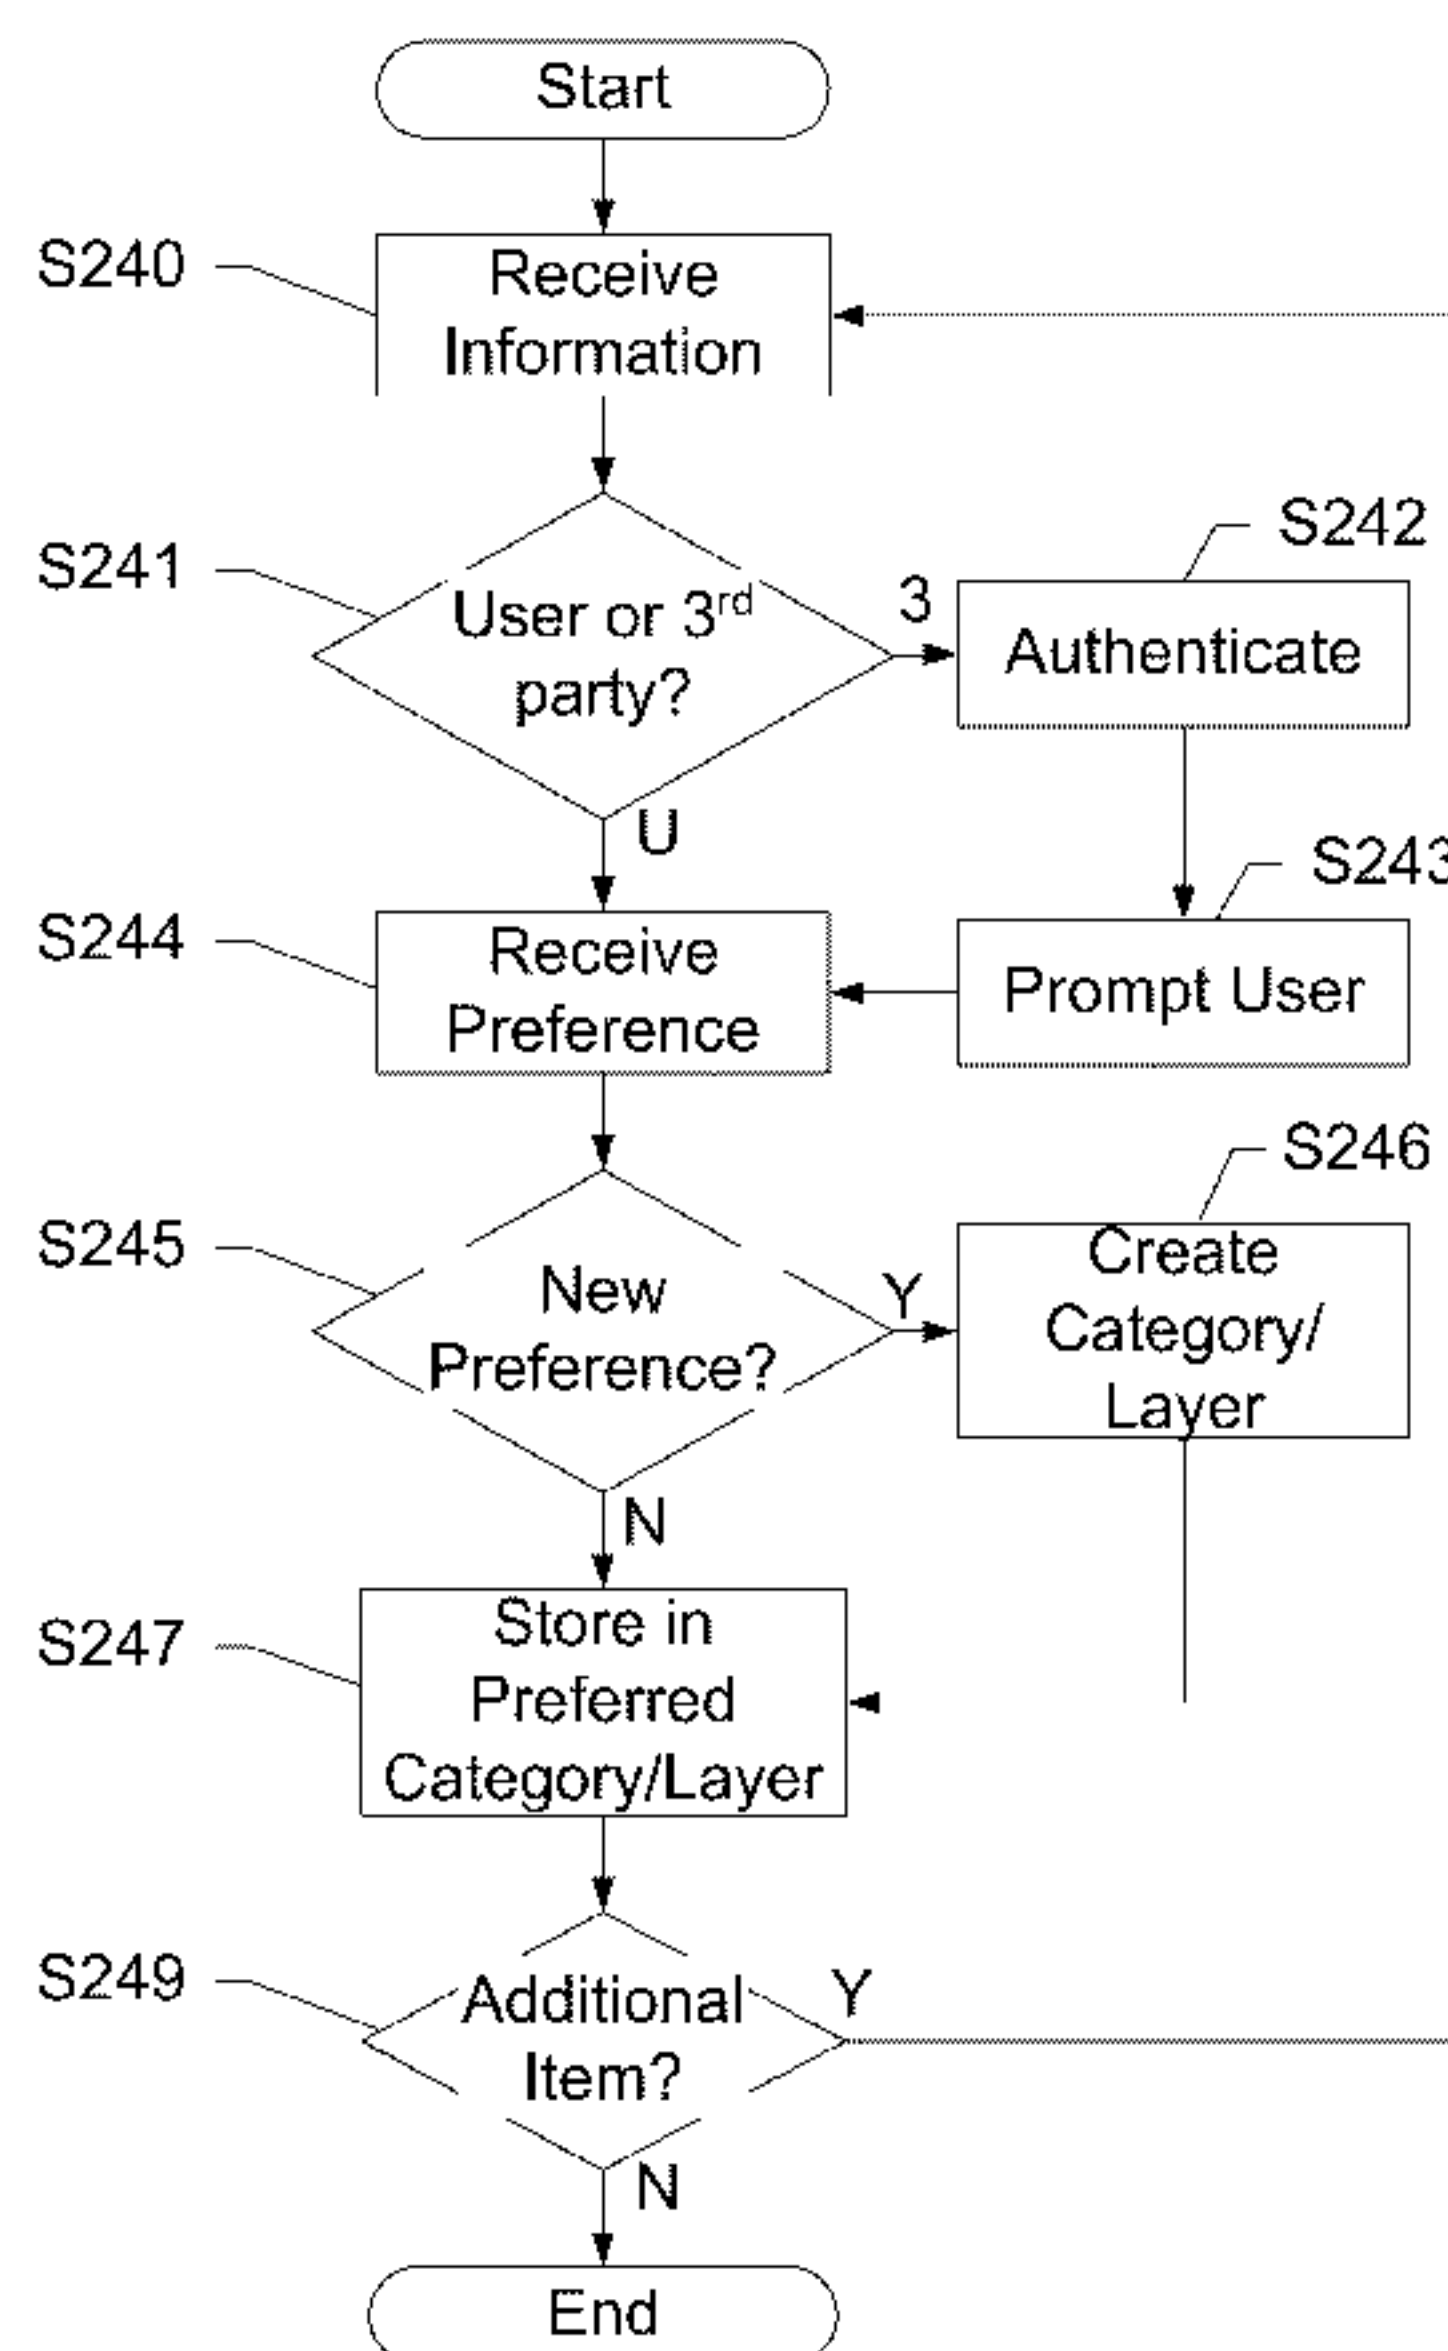 Start
S240
Receive
Information
S241
User or 3rd
party?
3
S242
Authenticate
U
S243
Prompt User
S244
Receive
Preference
S245
New
Preference?
Y
S246
Create
Category/
Layer
N
S247
Store in
Preferred
Category/Layer
S249
Additional
Item?
Y
N
End